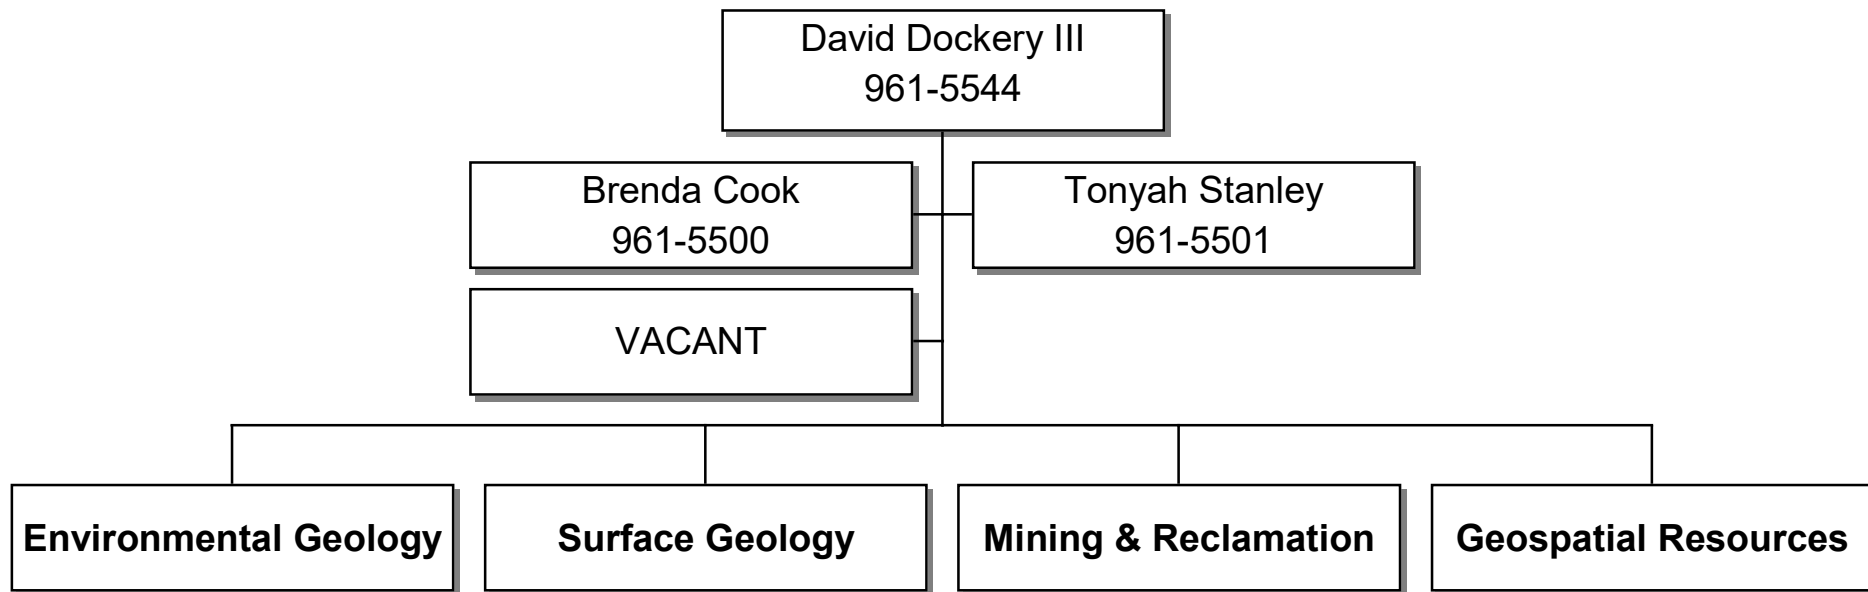 David Dockery III
961-5544
Brenda Cook
961-5500
Tonyah Stanley
961-5501
VACANT
Environmental Geology
Surface Geology
Mining & Reclamation
Geospatial Resources